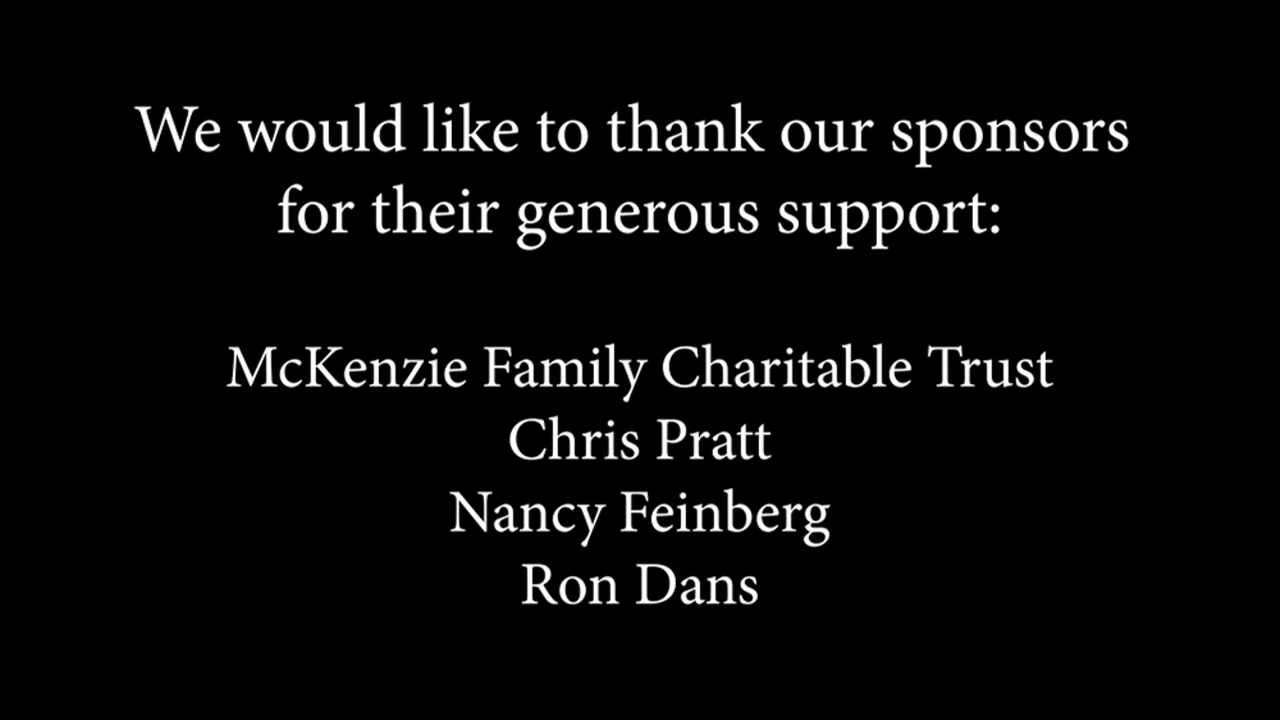 We would like to thank our sponsors
for their generous support:
McKenzie Family Charitable Trust
Chris Pratt
Nancy Feinberg
Ron Dans